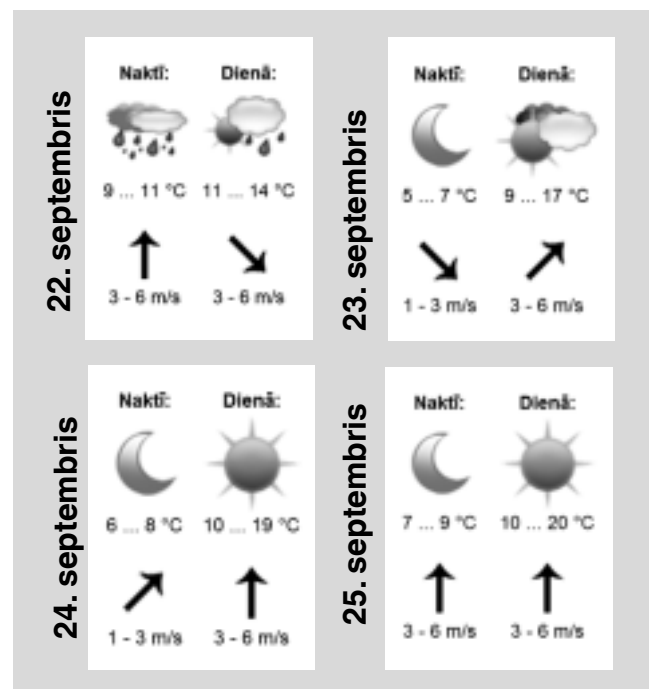 22. septembris
Naktī: Dienā:
9 ... 11 °C 11 ... 14 °C
3 - 6 m/s 3 - 6 m/s
23. septembris
Naktī: Dienā:
5 ... 7 °C 9 ... 17 °C
1 - 3 m/s 3 - 6 m/s
24. septembris
Naktī: Dienā:
6 ... 8 °C 10 ... 19 °C
1 - 3 m/s 3 - 6 m/s
25. septembris
Naktī: Dienā:
7 ... 9 °C 10 ... 20 °C
3 - 6 m/s 3 - 6 m/s